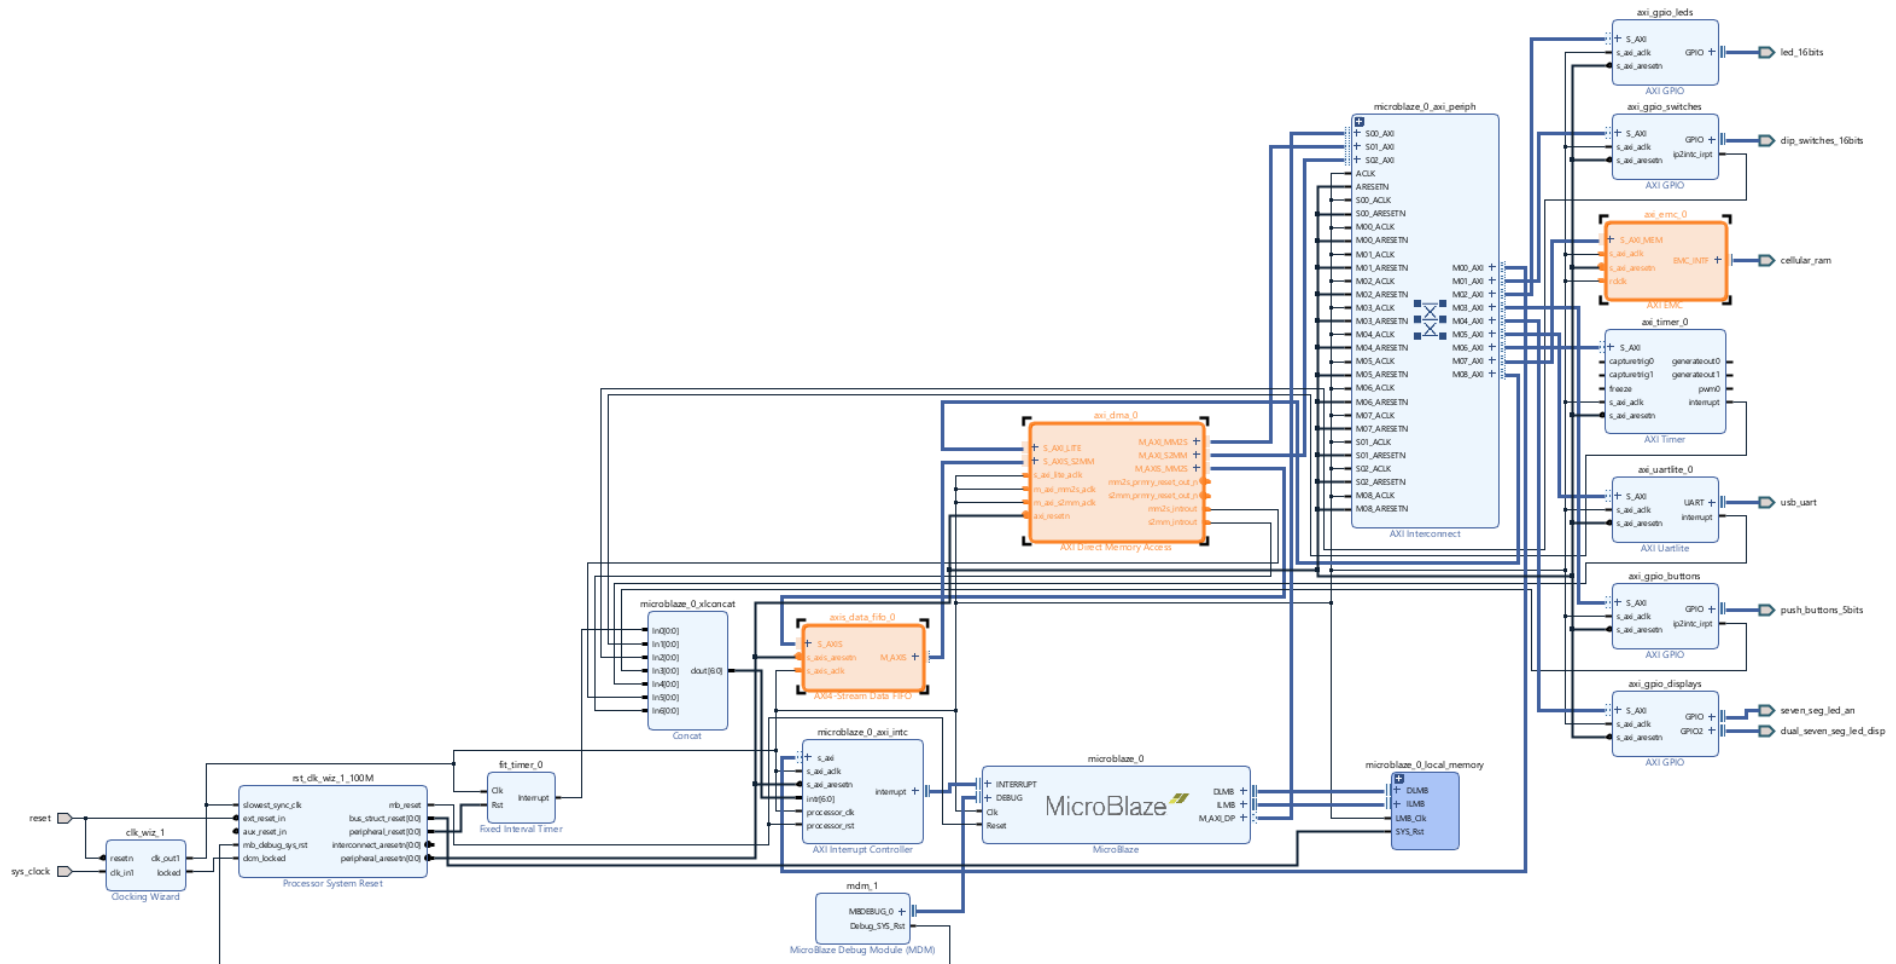 reset
sys_clock
clk_wiz_1
resetn
clk_in1
clk_out1
locked
Clocking Wizard
rst_clk_wiz_1_100M
slowest_sync_clk
ext_reset_in
aux_reset_in
mb_debug_sys_rst
dcm_locked
mb_reset
bus_struct_reset[0:0]
peripheral_reset[0:0]
interconnect_aresetn[0:0]
peripheral_aresetn[0:0]
Processor System Reset
fit_timer_0
Clk
Rst
Interrupt
Fixed Interval Timer
microblaze_0_xlconcat
In0[0:0]
In1[0:0]
In2[0:0]
In3[0:0]
In4[0:0]
In5[0:0]
In6[0:0]
dout[6:0]
Concat
axis_data_fifo_0
S_AXIS
s_axis_aresetn
s_axis_aclk
M_AXIS
AXI4-Stream Data FIFO
microblaze_0_axi_intc
s_axi
s_axi_aclk
s_axi_aresetn
intr[6:0]
processor_clk
processor_rst
interrupt
AXI Interrupt Controller
mdm_1
MBDEBUG_0
Debug_SYS_Rst
MicroBlaze Debug Module (MDM)
axi_dma_0
S_AXI_LITE
S_AXIS_S2MM
s_axi_lite_aclk
m_axi_mm2s_aclk
m_axi_s2mm_aclk
axi_resetn
M_AXI_MM2S
M_AXI_S2MM
M_AXIS_MM2S
mm2s_prmry_reset_out_n
s2mm_prmry_reset_out_n
mm2s_introut
s2mm_introut
AXI Direct Memory Access
microblaze_0
INTERRUPT
DEBUG
Clk
Reset
MicroBlaze
DLMB
ILMB
M_AXI_DP
MicroBlaze
microblaze_0_local_memory
DLMB
ILMB
LMB_Clk
SYS_Rst
microblaze_0_axi_periph
S00_AXI
S01_AXI
S02_AXI
ACLK
ARESETN
S00_ACLK
S00_ARESETN
M00_ACLK
M00_ARESETN
M01_ACLK
M01_ARESETN
M02_ACLK
M02_ARESETN
M03_ACLK
M03_ARESETN
M04_ACLK
M04_ARESETN
M05_ACLK
M05_ARESETN
M06_ACLK
M06_ARESETN
M07_ACLK
M07_ARESETN
S01_ACLK
S01_ARESETN
S02_ACLK
S02_ARESETN
M08_ACLK
M08_ARESETN
M00_AXI
M01_AXI
M02_AXI
M03_AXI
M04_AXI
M05_AXI
M06_AXI
M07_AXI
M08_AXI
AXI Interconnect
axi_gpio_leds
S_AXI
s_axi_aclk
s_axi_aresetn
GPIO
AXI GPIO
led_16bits
axi_gpio_switches
S_AXI
s_axi_aclk
s_axi_aresetn
GPIO
ip2intc_irpt
AXI GPIO
dip_switches_16bits
axi_emc_0
S_AXI_MEM
s_axi_aclk
s_axi_aresetn
rdclk
EMC_INTF
AXI EMC
cellular_ram
axi_timer_0
S_AXI
capturetrig0
capturetrig1
freeze
s_axi_aclk
s_axi_aresetn
generateout0
generateout1
pwm0
interrupt
AXI Timer
axi_uartlite_0
S_AXI
s_axi_aclk
s_axi_aresetn
UART
interrupt
AXI Uartlite
usb_uart
axi_gpio_buttons
S_AXI
s_axi_aclk
s_axi_aresetn
GPIO
ip2intc_irpt
AXI GPIO
push_buttons_5bits
axi_gpio_displays
S_AXI
s_axi_aclk
s_axi_aresetn
GPIO
GPIO2
AXI GPIO
seven_seg_led_an
dual_seven_seg_led_disp